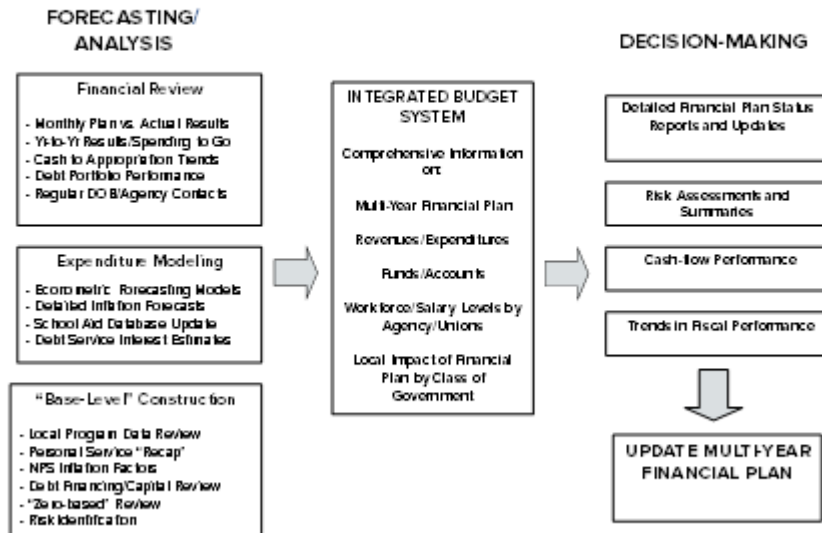 FORECASTING/
ANALYSIS
Financial Review
- Monthly Plan vs. Actual Results
- Yr-to-Yr Results/Spending to Go
- Cash to Appropriation Trends
- Debt Portfolio Performance
- Regular DOB/Agency Contacts
Expenditure Modeling
- Econometric Forecasting Models
- Detailed Inflation Forecasts
- School Aid Database Update
- Debt Service Interest Estimates
“Base-Level” Construction
- Local Program Data Review
- Personal Service “Recap”
- NPS Inflation Factors
- Debt Financing/Capital Review
- “Zero-based” Review
- Risk Identification
INTEGRATED BUDGET
SYSTEM
Comprehensive Information
on:
Multi-Year Financial Plan
Revenues/Expenditures
Funds/Accounts
Workforce/Salary Levels by
Agency/Unions
Local Impact of Financial
Plan by Class of
Government
DECISION-MAKING
Detailed Financial Plan Status
Reports and Updates
Risk Assessments and
Summaries
Cash-flow Performance
Trends in Fiscal Performance
UPDATE MULTI-YEAR
FINANCIAL PLAN